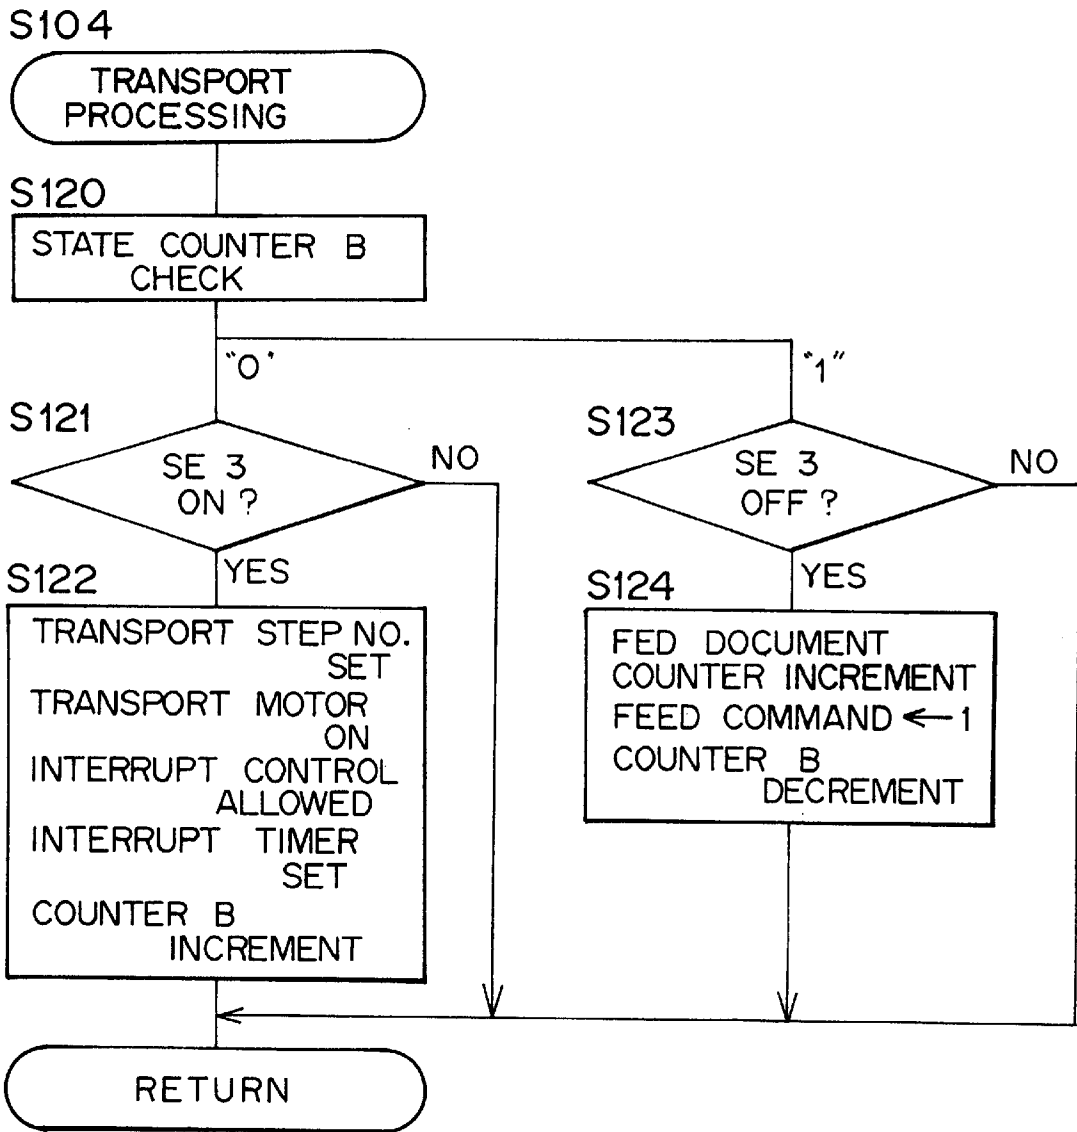 S104
TRANSPORT
PROCESSING
S120
STATE COUNTER B
CHECK
"0"
"1"
S121
SE 3
ON ?
NO
YES
S123
SE 3
OFF ?
NO
YES
S122
TRANSPORT STEP NO.
SET
TRANSPORT MOTOR
ON
INTERRUPT CONTROL
ALLOWED
INTERRUPT TIMER
SET
COUNTER B
INCREMENT
S124
FED DOCUMENT
COUNTER INCREMENT
FEED COMMAND ← 1
COUNTER B
DECREMENT
RETURN